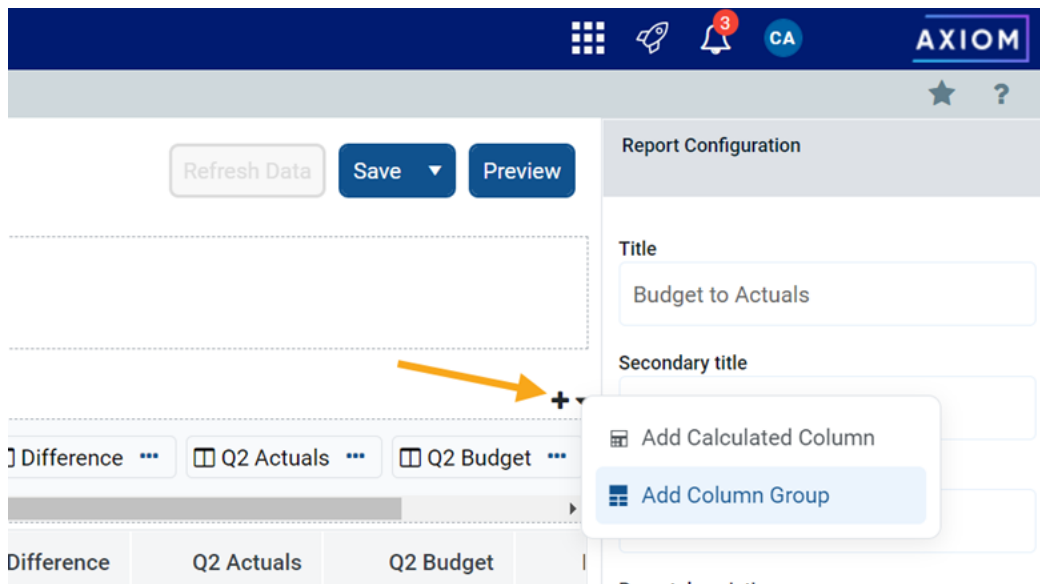 3
CA
AXIOM
?
Refresh Data
Save
Preview
Report Configuration
Title
Budget to Actuals
Secondary title
Add Calculated Column
Add Column Group
Difference
Q2 Actuals
Q2 Budget
Difference
Q2 Actuals
Q2 Budget